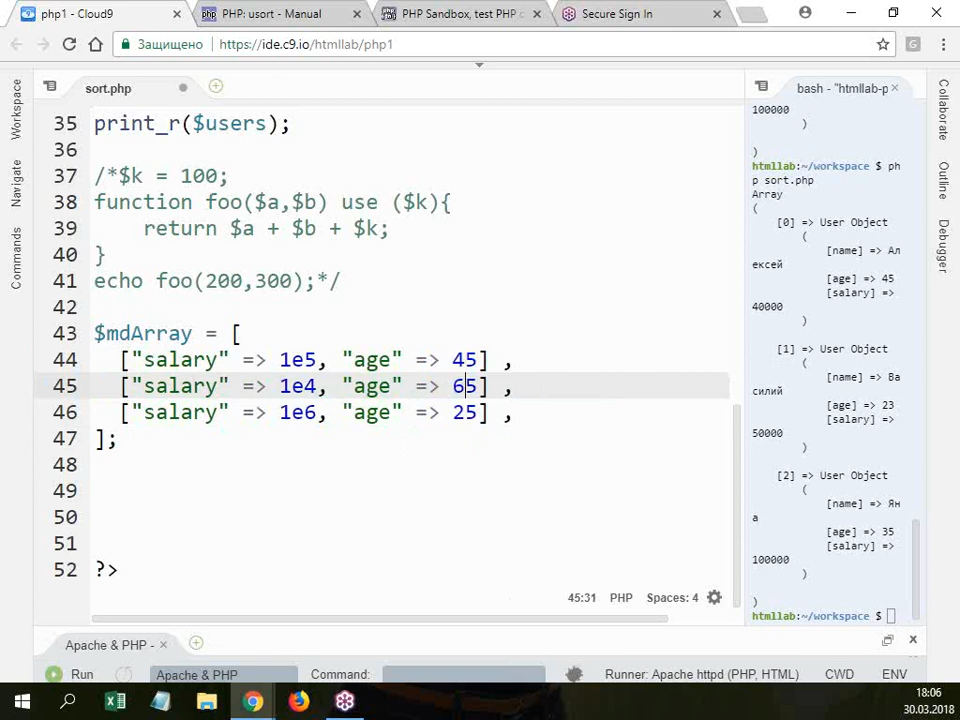 php1 - Cloud9
PHP: usort - Manual
PHP Sandbox, test PHP c
Secure Sign In
Защищено
https://ide.c9.io/htmllab/php1
Workspace
Navigate
Commands
sort.php
35 print_r($users);
36
37 /*$k = 100;
38 function foo($a,$b) use ($k){
39 return $a + $b + $k;
40 }
41 echo foo(200,300);*/
42
43 $mdArray = [
44 ["salary" => 1e5, "age" => 45] ,
45 ["salary" => 1e4, "age" => 65] ,
46 ["salary" => 1e6, "age" => 25] ,
47 ];
48
49
50
51
52 ?>
45:31 PHP Spaces: 4
bash - "htmllab-p
100000
)
)
htmllab:~/workspace $ ph
p sort.php
Array
(
[0] => User Object
(
[name] => Ал
ексей
[age] => 45
[salary] =>
40000
)
[1] => User Object
(
[name] => Ва
силий
[age] => 23
[salary] =>
50000
)
[2] => User Object
(
[name] => Ян
а
[age] => 35
[salary] =>
100000
)
)
htmllab:~/workspace $
Collaborate
Outline
Debugger
Apache & PHP -
Run
Apache & PHP
Command:
Runner: Apache httpd (PHP, HTML)
CWD
ENV
18:06
30.03.2018